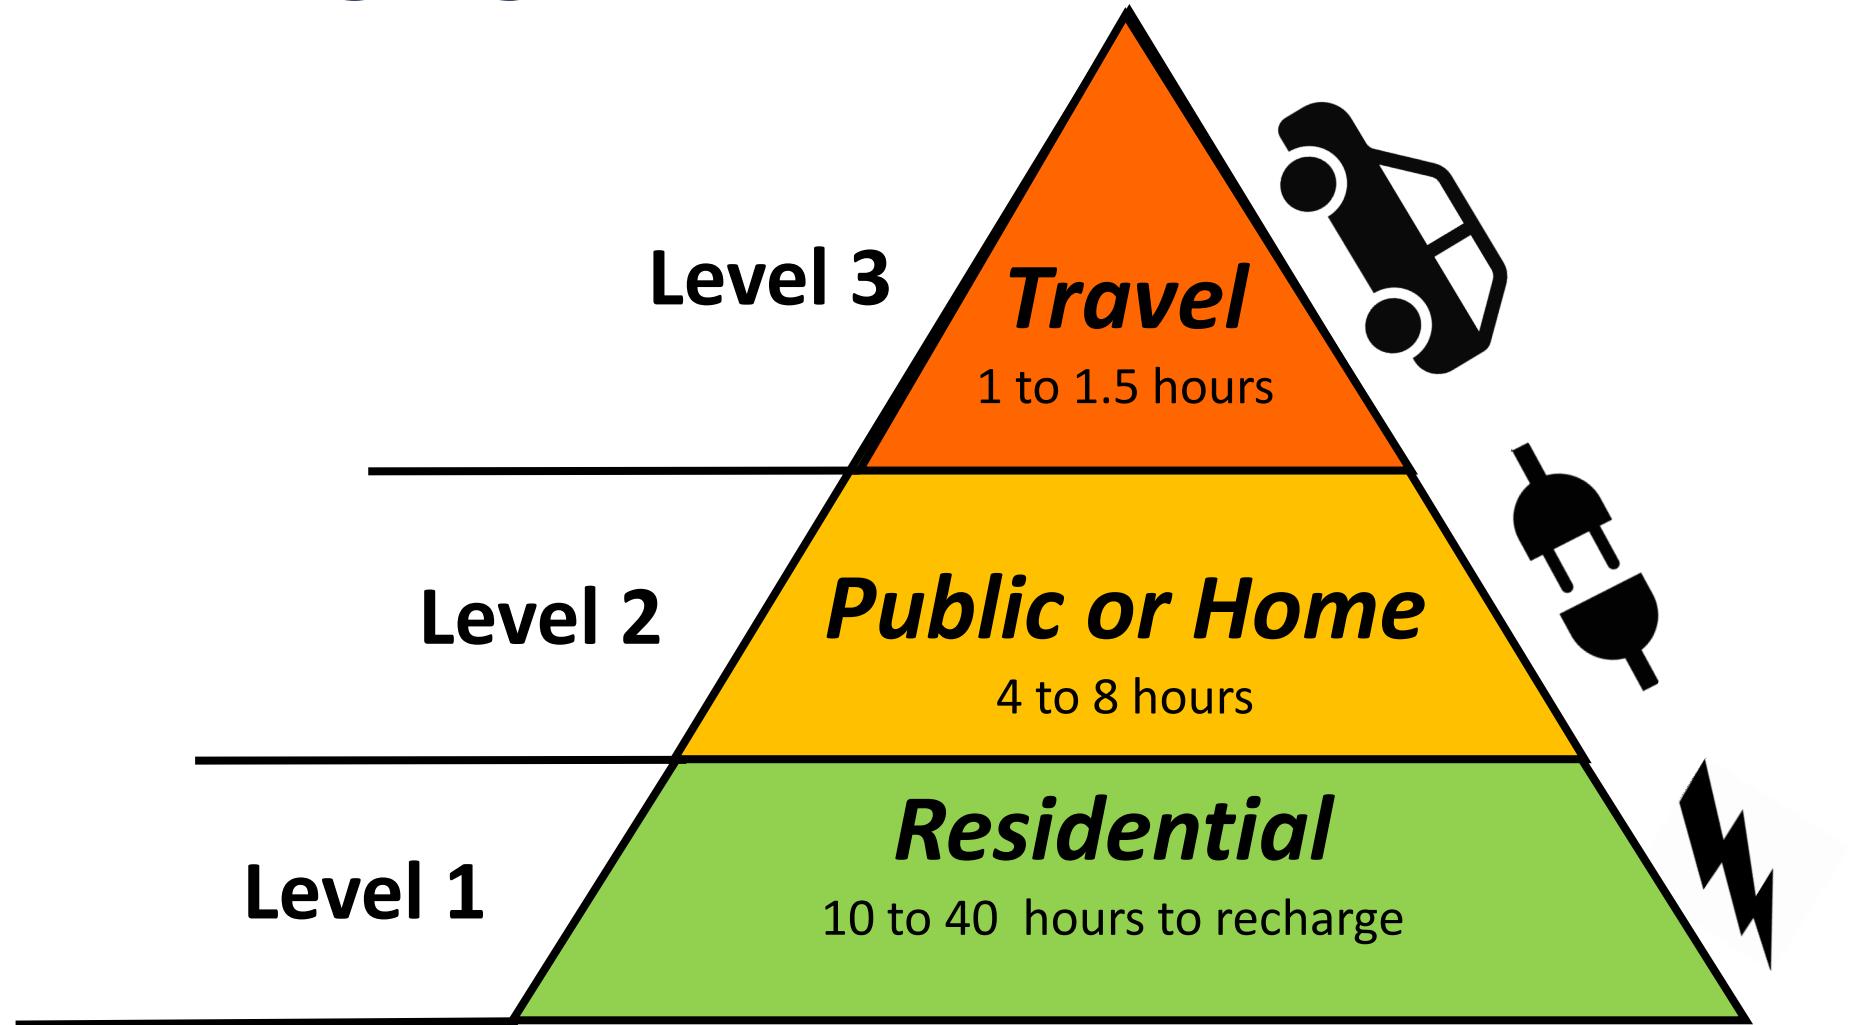 Level 3
Travel
1 to 1.5 hours
Level 2
Public or Home
4 to 8 hours
Level 1
Residential
10 to 40 hours to recharge